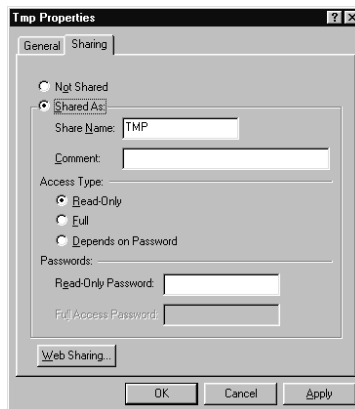 Tmp Properties
General Sharing
Not Shared
Shared As:
Share Name: TMP
Comment:
Access Type:
Read-Only
Full
Depends on Password
Passwords:
Read-Only Password:
Full Access Password:
Web Sharing...
OK Cancel Apply